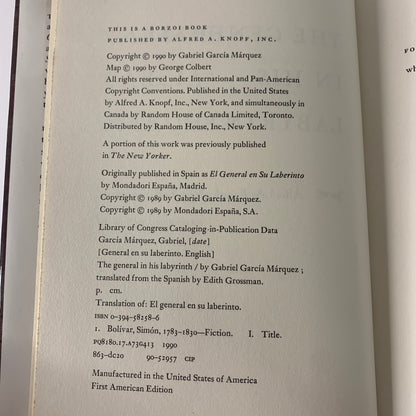 THIS IS A BORZOI BOOK
PUBLISHED BY ALFRED A. KNOPF, INC.
Copyright © 1990 by Gabriel García Márquez
Map © 1990 by George Colbert
All rights reserved under International and Pan-American
Copyright Conventions. Published in the United States
by Alfred A. Knopf, Inc., New York, and simultaneously in
Canada by Random House of Canada Limited, Toronto.
Distributed by Random House, Inc., New York.
A portion of this work was previously published
in The New Yorker.
Originally published in Spain as El General en Su Laberinto
by Mondadori España, Madrid.
Copyright © 1989 by Gabriel García Márquez.
Copyright © 1989 by Mondadori España, S.A.
Library of Congress Cataloging-in-Publication Data
García Márquez, Gabriel, [date]
[General en su laberinto. English]
The general in his labyrinth / by Gabriel García Márquez ;
translated from the Spanish by Edith Grossman.
p. cm.
Translation of: El general en su laberinto.
ISBN 0-394-58258-6
1. Bolívar, Simón, 1783–1830—Fiction. I. Title.
PQ8180.17.A73G413 1990
863—dc20 90-52957 CIP
Manufactured in the United States of America
First American Edition